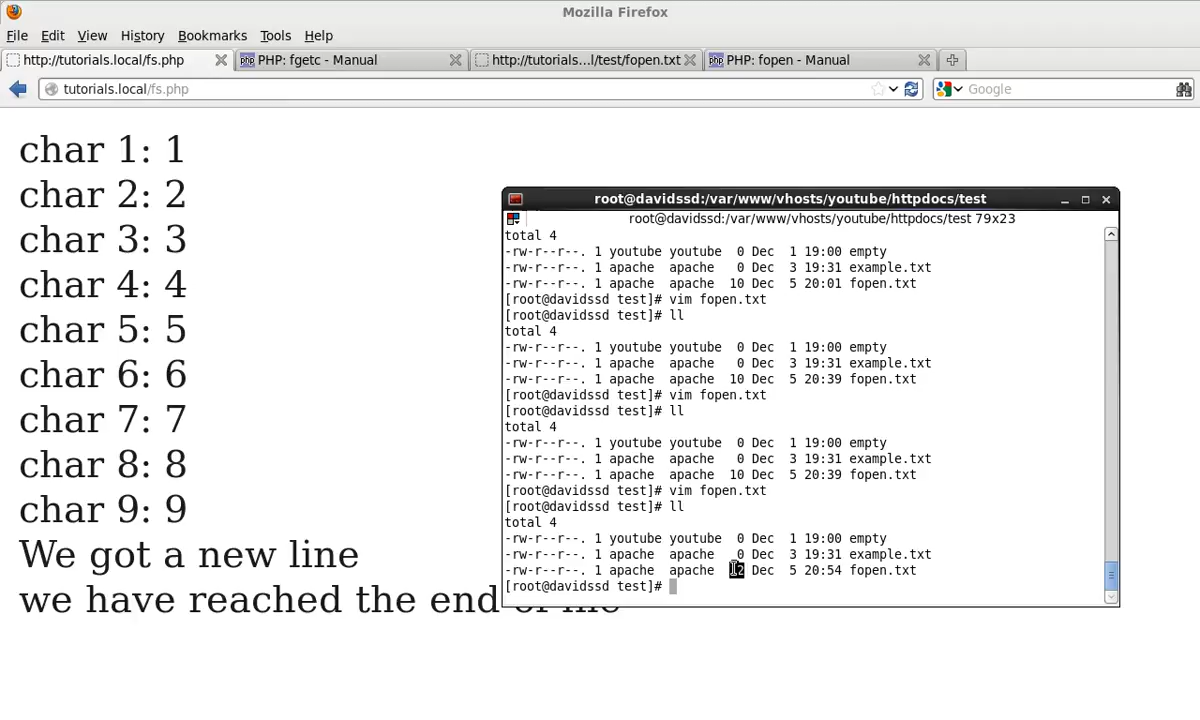 Mozilla Firefox
File Edit View History Bookmarks Tools Help
http://tutorials.local/fs.php
php PHP: fgetc - Manual
http://tutorials...l/test/fopen.txt
php PHP: fopen - Manual
tutorials.local/fs.php
Google
char 1: 1
char 2: 2
char 3: 3
char 4: 4
char 5: 5
char 6: 6
char 7: 7
char 8: 8
char 9: 9
We got a new line
we have reached the end
root@davidssd:/var/www/vhosts/youtube/httpdocs/test
root@davidssd:/var/www/vhosts/youtube/httpdocs/test 79x23
total 4
-rw-r--r--. 1 youtube youtube 0 Dec 1 19:00 empty
-rw-r--r--. 1 apache apache 0 Dec 3 19:31 example.txt
-rw-r--r--. 1 apache apache 10 Dec 5 20:01 fopen.txt
[root@davidssd test]# vim fopen.txt
[root@davidssd test]# ll
total 4
-rw-r--r--. 1 youtube youtube 0 Dec 1 19:00 empty
-rw-r--r--. 1 apache apache 0 Dec 3 19:31 example.txt
-rw-r--r--. 1 apache apache 10 Dec 5 20:39 fopen.txt
[root@davidssd test]# vim fopen.txt
[root@davidssd test]# ll
total 4
-rw-r--r--. 1 youtube youtube 0 Dec 1 19:00 empty
-rw-r--r--. 1 apache apache 0 Dec 3 19:31 example.txt
-rw-r--r--. 1 apache apache 10 Dec 5 20:39 fopen.txt
[root@davidssd test]# vim fopen.txt
[root@davidssd test]# ll
total 4
-rw-r--r--. 1 youtube youtube 0 Dec 1 19:00 empty
-rw-r--r--. 1 apache apache 0 Dec 3 19:31 example.txt
-rw-r--r--. 1 apache apache Dec 5 20:54 fopen.txt
[root@davidssd test]#